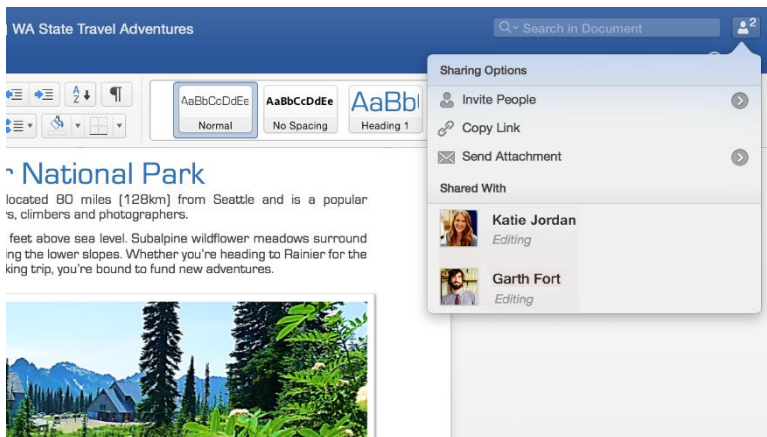 WA State Travel Adventures
Search in Document
2
Sharing Options
Invite People
Copy Link
Send Attachment
Shared With
Katie Jordan
Editing
Garth Fort
Editing
A
Z
¶
AaBbCcDdEe
Normal
AaBbCcDdEe
No Spacing
AaBb
Heading 1
r National Park
located 80 miles (128km) from Seattle and is a popular
s, climbers and photographers.
feet above sea level. Subalpine wildflower meadows surround
ing the lower slopes. Whether you're heading to Rainier for the
king trip, you're bound to fund new adventures.